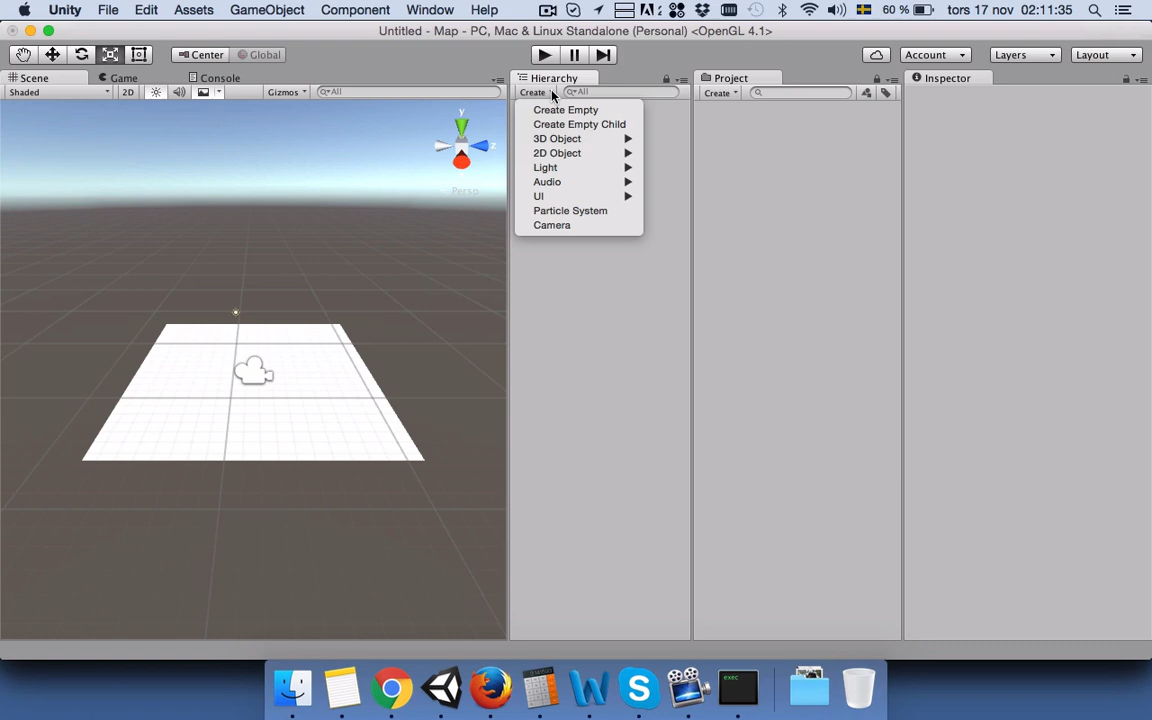 Unity File Edit Assets GameObject Component Window Help 60 % tors 17 nov 02:11:35
Untitled - Map - PC, Mac & Linux Standalone (Personal) <OpenGL 4.1>
Center Global Account Layers Layout
Scene Game Console Hierarchy Project Inspector
Shaded 2D Gizmos All Create All Create
Create Empty
Create Empty Child
3D Object
2D Object
Light
Audio
UI
Particle System
Camera
y
z
Persp
exec